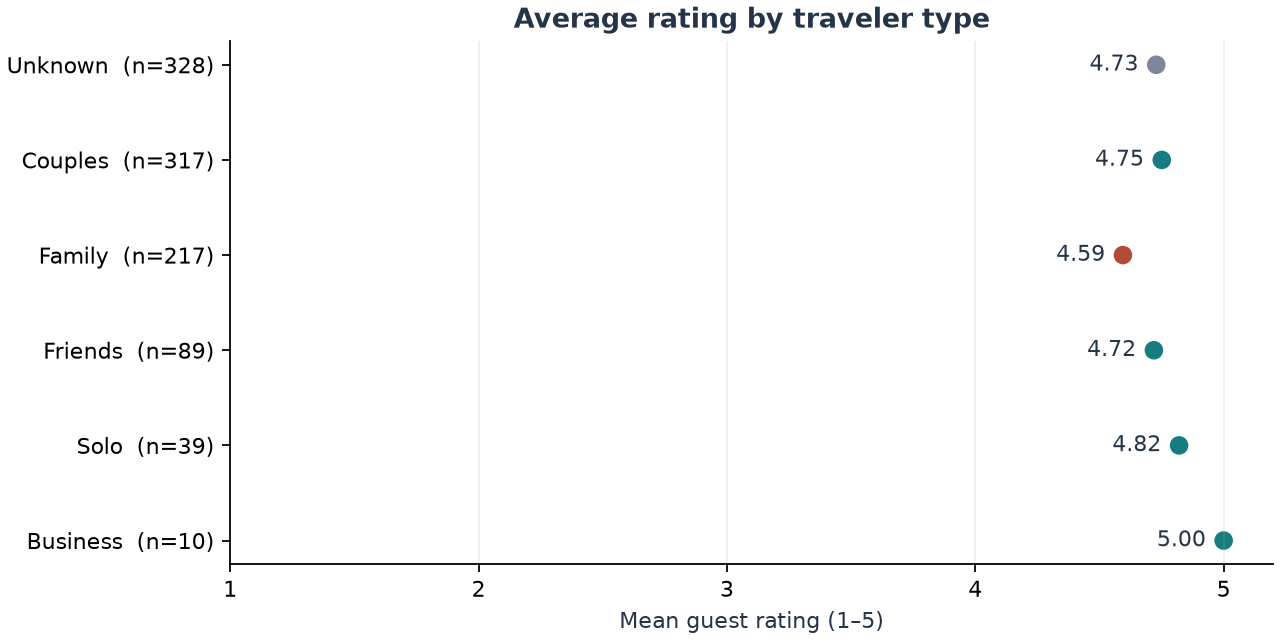 Average rating by traveler type
Unknown (n=328) 4.73
Couples (n=317) 4.75
Family (n=217) 4.59
Friends (n=89) 4.72
Solo (n=39) 4.82
Business (n=10) 5.00
1 2 3 4 5
Mean guest rating (1–5)